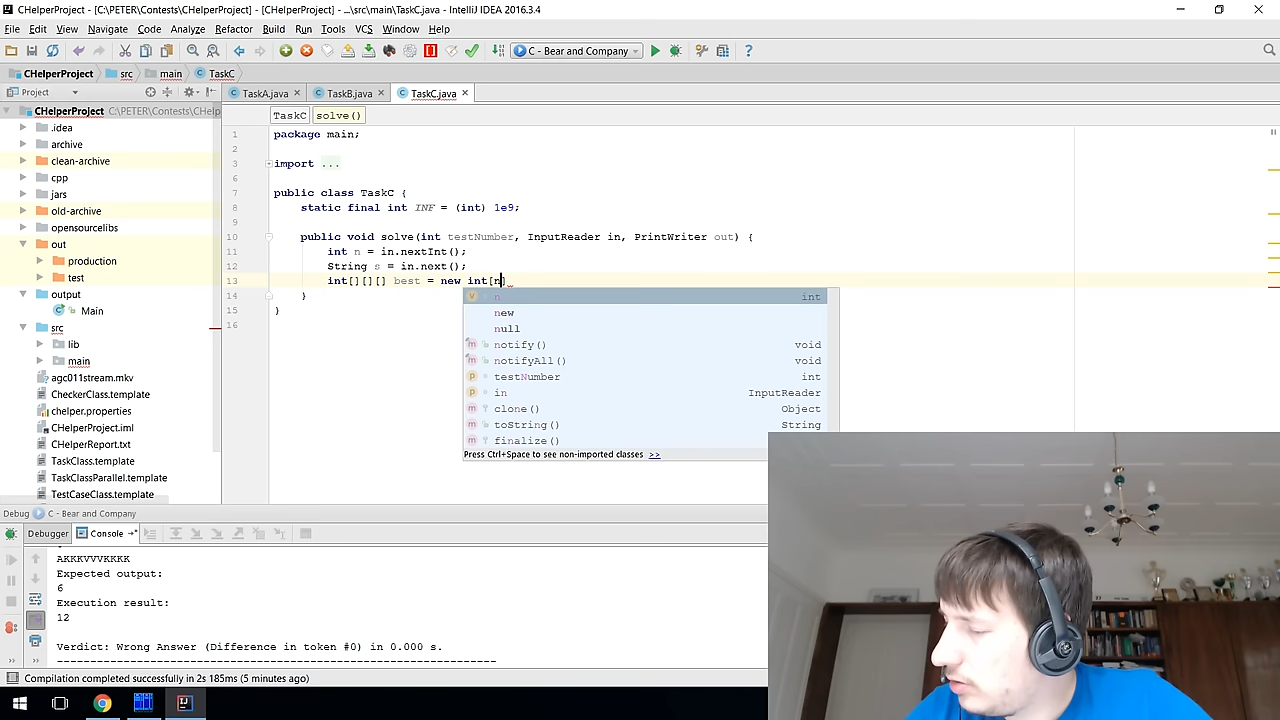 CHelperProject - [C:\PETER\Contests\CHelperProject] - [CHelperProject] - ...\src\main\TaskC.java - IntelliJ IDEA 2016.3.4
File Edit View Navigate Code Analyze Refactor Build Run Tools VCS Window Help
C - Bear and Company
CHelperProject src main TaskC
Project TaskA.java TaskB.java TaskC.java
CHelperProject C:\PETER\Contests\CHelp
TaskC solve()
.idea
archive
clean-archive
cpp
jars
old-archive
opensourcelibs
out
production
test
output
Main
src
lib
main
agc011stream.mkv
CheckerClass.template
chelper.properties
CHelperProject.iml
CHelperReport.txt
TaskClass.template
TaskClassParallel.template
TestCaseClass.template
1 package main;
2
3 import ...
6
7 public class TaskC {
8 static final int INF = (int) 1e9;
9
10 public void solve(int testNumber, InputReader in, PrintWriter out) {
11 int n = in.nextInt();
12 String s = in.next();
13 int[][][] best = new int[n]
14 }
15 }
16
n int
new
null
notify() void
notifyAll() void
testNumber int
in InputReader
clone() Object
toString() String
finalize()
Press Ctrl+Space to see non-imported classes >>
Debug C - Bear and Company
Debugger Console
AKKKVVVKKKK
Expected output:
6
Execution result:
12
Verdict: Wrong Answer (Difference in token #0) in 0.000 s.
------------------------------------------------------------------
Compilation completed successfully in 2s 185ms (5 minutes ago)